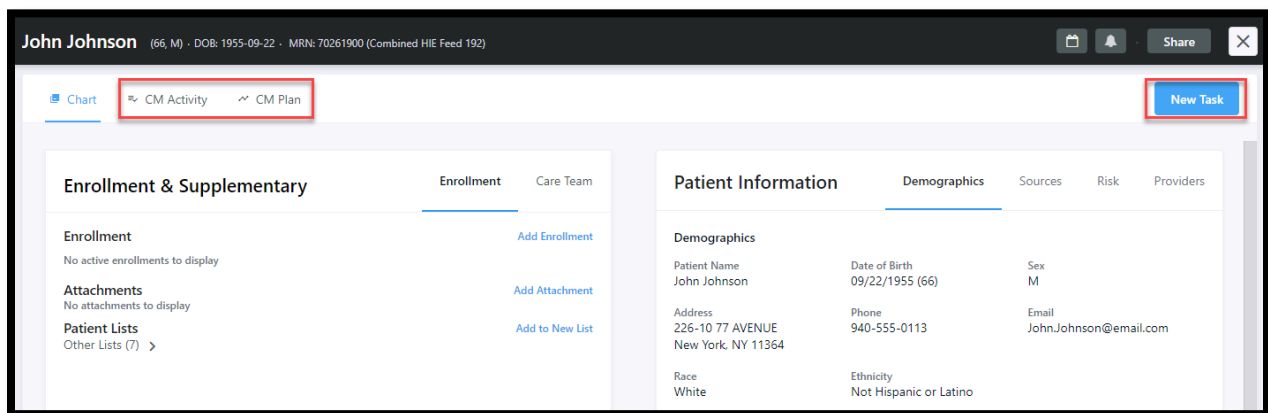 John Johnson (66, M) · DOB: 1955-09-22 · MRN: 70261900 (Combined HIE Feed 192)
Share
Chart CM Activity CM Plan
New Task
Enrollment & Supplementary
Enrollment Care Team
Enrollment
Add Enrollment
No active enrollments to display
Attachments
Add Attachment
No attachments to display
Patient Lists
Add to New List
Other Lists (7)
Patient Information
Demographics Sources Risk Providers
Demographics
Patient Name Date of Birth Sex
John Johnson 09/22/1955 (66) M
Address Phone Email
226-10 77 AVENUE 940-555-0113 John.Johnson@email.com
New York, NY 11364
Race Ethnicity
White Not Hispanic or Latino